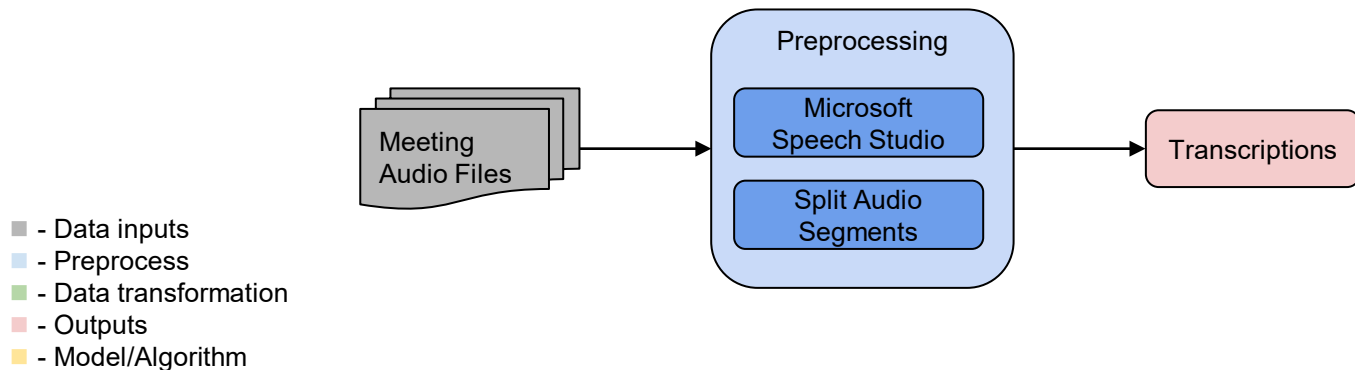 Preprocessing
Microsoft
Speech Studio
Split Audio
Segments
Meeting
Audio Files
Transcriptions
- Data inputs
- Preprocess
- Data transformation
- Outputs
- Model/Algorithm